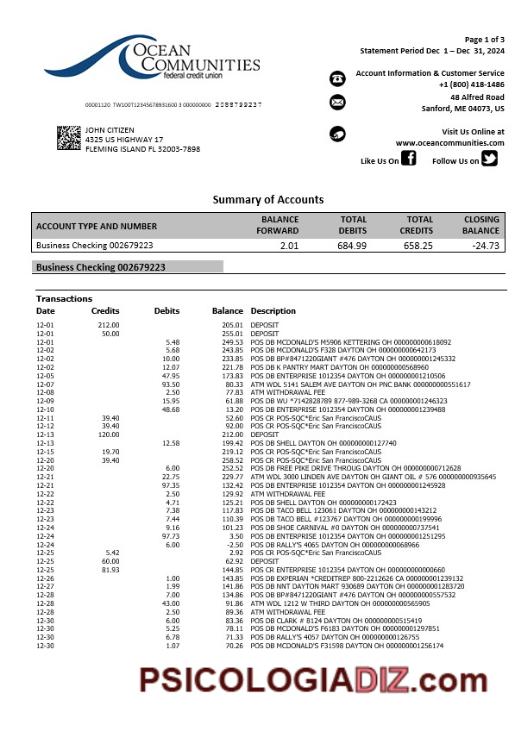 OCEAN
COMMUNITIES
federal credit union
Page 1 of 3
Statement Period Dec 1 – Dec 31, 2024
Account Information & Customer Service
+1 (800) 418-1486
48 Alfred Road
Sanford, ME 04073, US
Visit Us Online at
www.oceancommunities.com
Like Us On Follow Us on
JOHN CITIZEN
4325 US HIGHWAY 17
FLEMING ISLAND FL 32003-7898
Summary of Accounts
ACCOUNT TYPE AND NUMBER BALANCE FORWARD TOTAL DEBITS TOTAL CREDITS CLOSING BALANCE
Business Checking 002679223 2.01 684.99 658.25 -24.73
Business Checking 002679223
Transactions
Date Credits Debits Balance Description
12-01 212.00 205.01 DEPOSIT
12-01 50.00 255.01 DEPOSIT
12-01 5.48 249.53 POS DB MCDONALD'S M5906 KETTERING OH 000000000618092
12-02 5.68 243.85 POS DB MCDONALD'S F328 DAYTON OH 000000000642173
12-02 10.00 233.85 POS DB BP#8471220GIANT #476 DAYTON OH 000000001245332
12-02 12.07 221.78 POS DB K PANTRY MART DAYTON OH 000000000568960
12-05 47.95 173.83 POS DB ENTERPRISE 1012354 DAYTON OH 000000001210506
12-07 93.50 80.33 ATM WDL 5141 SALEM AVE DAYTON OH PNC BANK 000000000551617
12-08 2.50 77.83 ATM WITHDRAWAL FEE
12-09 15.95 61.88 POS DB WU *7142828789 877-989-3268 CA 000000001246323
12-10 48.68 13.20 POS DB ENTERPRISE 1012354 DAYTON OH 000000001239488
12-11 39.40 52.60 POS CR POS-SQC*Eric San FranciscoCAUS
12-12 39.40 92.00 POS CR POS-SQC*Eric San FranciscoCAUS
12-13 120.00 212.00 DEPOSIT
12-13 12.58 199.42 POS DB SHELL DAYTON OH 000000000127740
12-15 19.70 219.12 POS CR POS-SQC*Eric San FranciscoCAUS
12-20 39.40 258.52 POS CR POS-SQC*Eric San FranciscoCAUS
12-20 6.00 252.52 POS DB FREE PIKE DRIVE THROUG DAYTON OH 000000000712628
12-21 22.75 229.77 ATM WDL 3000 LINDEN AVE DAYTON OH GIANT OIL # 576 000000000935645
12-21 97.35 132.42 POS DB ENTERPRISE 1012354 DAYTON OH 000000001245928
12-22 2.50 129.92 ATM WITHDRAWAL FEE
12-22 4.71 125.21 POS DB SHELL DAYTON OH 000000000172423
12-23 7.38 117.83 POS DB TACO BELL 123061 DAYTON OH 000000000143212
12-23 7.44 110.39 POS DB TACO BELL #123767 DAYTON OH 000000000199996
12-24 9.16 101.23 POS DB SHOE CARNIVAL #0 DAYTON OH 000000000737541
12-24 97.73 3.50 POS DB ENTERPRISE 1012354 DAYTON OH 000000001251295
12-24 6.00 -2.50 POS DB RALLY'S 4065 DAYTON OH 000000000068966
12-25 5.42 2.92 POS CR POS-SQC*Eric San FranciscoCAUS
12-25 60.00 62.92 DEPOSIT
12-25 81.93 144.85 POS CR ENTERPRISE 1012354 DAYTON OH 000000000000660
12-26 1.00 143.85 POS DB EXPERIAN *CREDITREP 800-2212626 CA 000000001239132
12-27 1.99 141.86 POS DB NNT DAYTON MART 930689 DAYTON OH 000000001283720
12-28 7.00 134.86 POS DB BP#8471220GIANT #476 DAYTON OH 000000000557532
12-28 43.00 91.86 ATM WDL 1212 W THIRD DAYTON OH 000000000565905
12-28 2.50 89.36 ATM WITHDRAWAL FEE
12-30 6.00 83.36 POS DB CLARK # 8124 DAYTON OH 000000000515419
12-30 5.25 78.11 POS DB MCDONALD'S F6183 DAYTON OH 000000001297851
12-30 6.78 71.33 POS DB RALLY'S 4057 DAYTON OH 000000000126755
12-30 1.07 70.26 POS DB MCDONALD'S F31598 DAYTON OH 000000001256174
PSICOLOGIADIZ.com